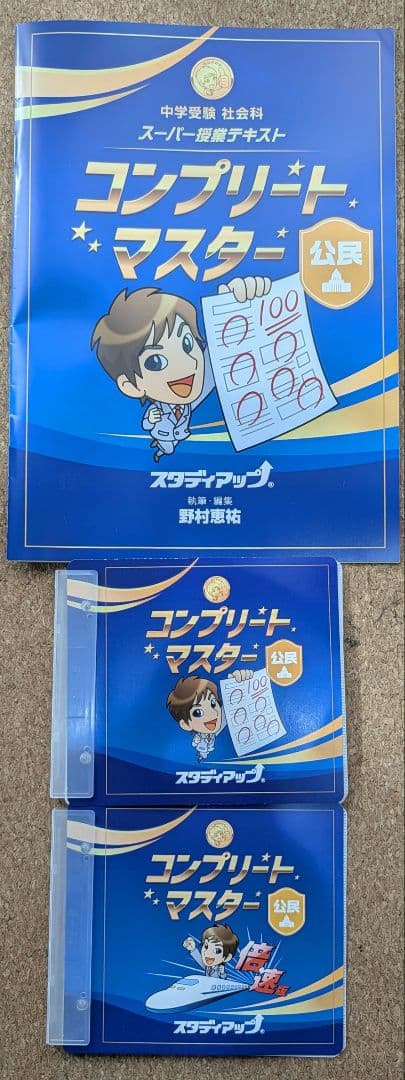 中学受験 社会科
スーパー授業テキスト
コンプリート
マスター
公民
100
スタディアップ®
執筆・編集
野村恵祐
コンプリート
マスター
公民
100
スタディアップ®
コンプリート
マスター
公民
倍速版
スタディアップ®